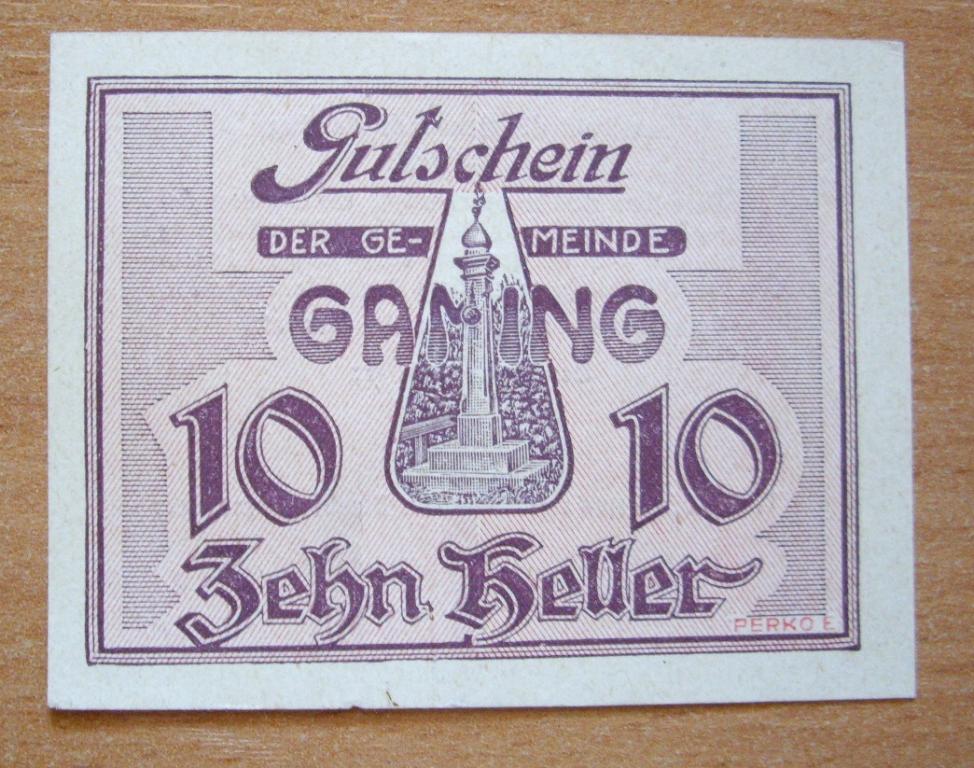 Gutschein
DER GE-MEINDE
GAMING
10 10
Zehn Heller
PERKO E